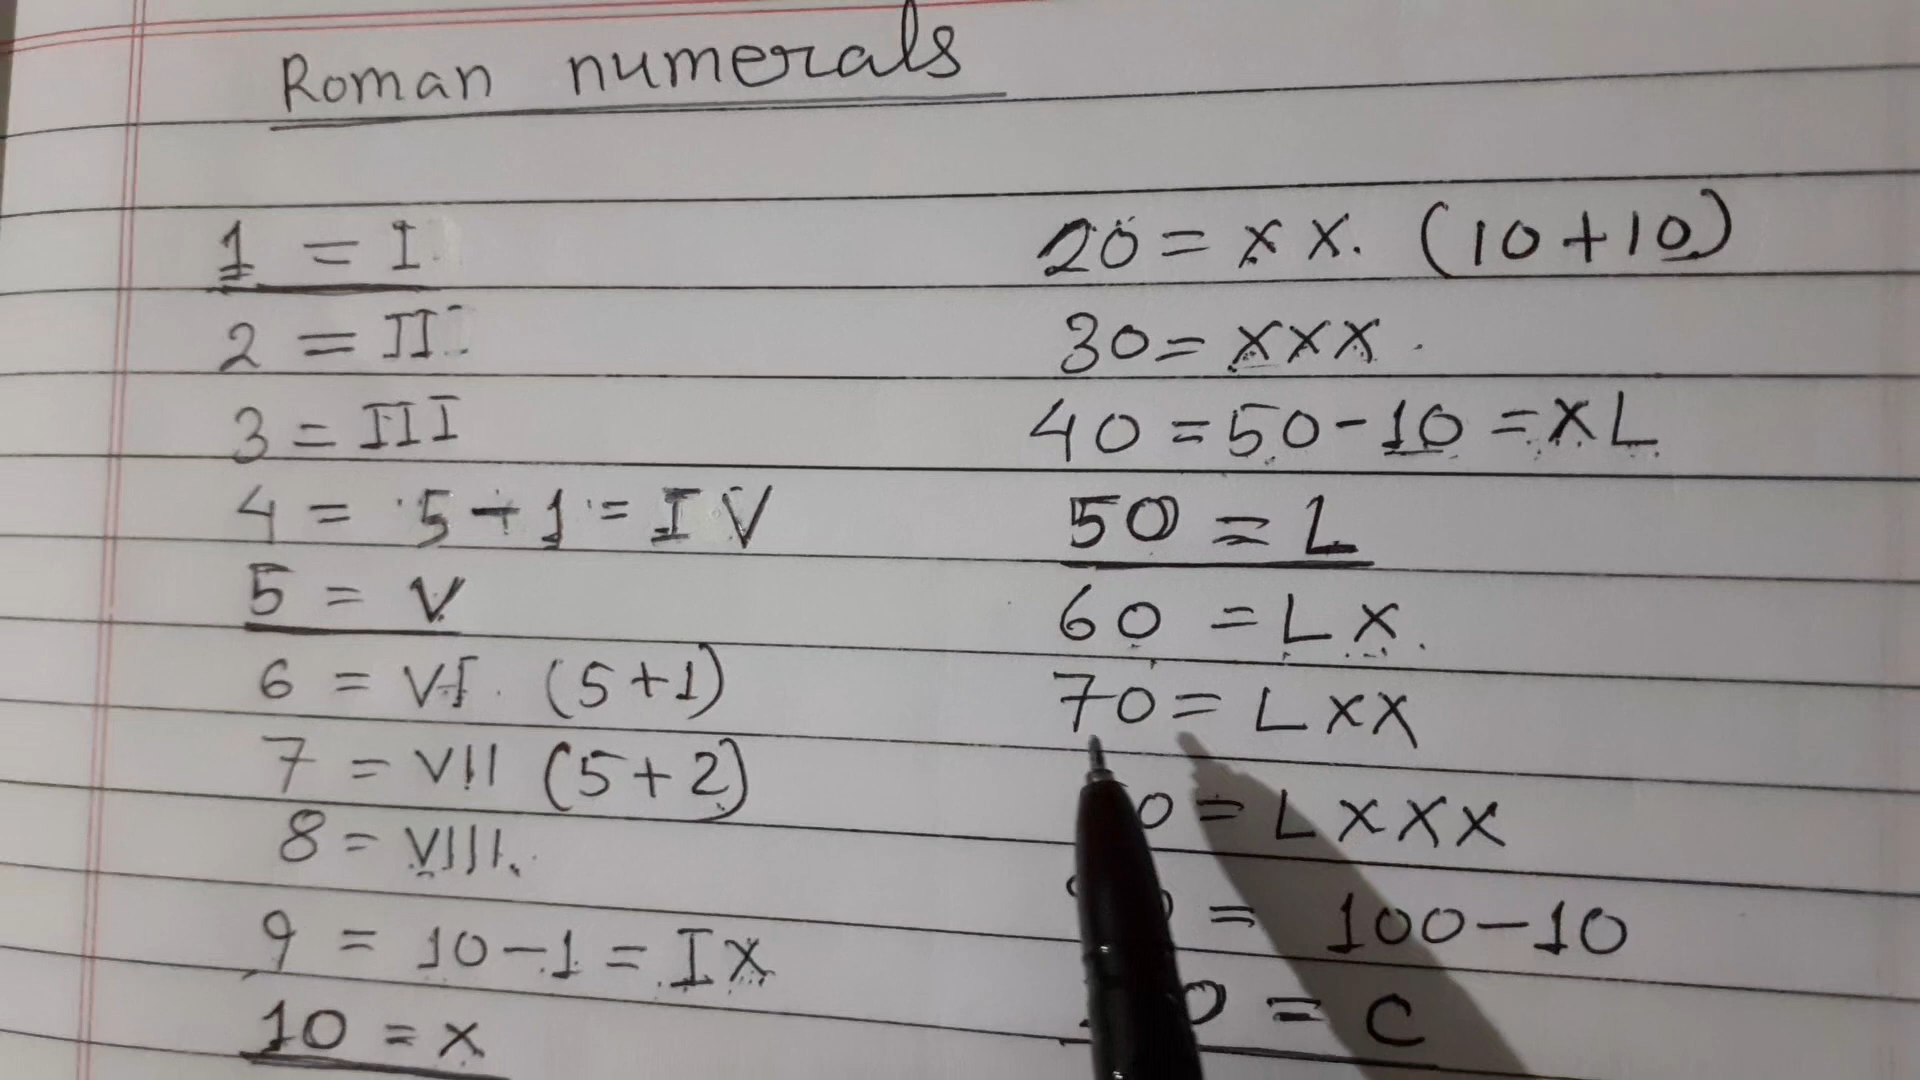 Roman numerals
1 = I
2 = II
3 = III
4 = 5+1 = IV
5 = V
6 = VI. (5+1)
7 = VII (5+2)
8 = VIII.
9 = 10-1 = IX
10 = X
20 = XX. (10+10)
30 = XXX.
40 = 50-10 = XL
50 = L
60 = LX.
70 = LXX
0 = LXXX
= 100-10
0 = C